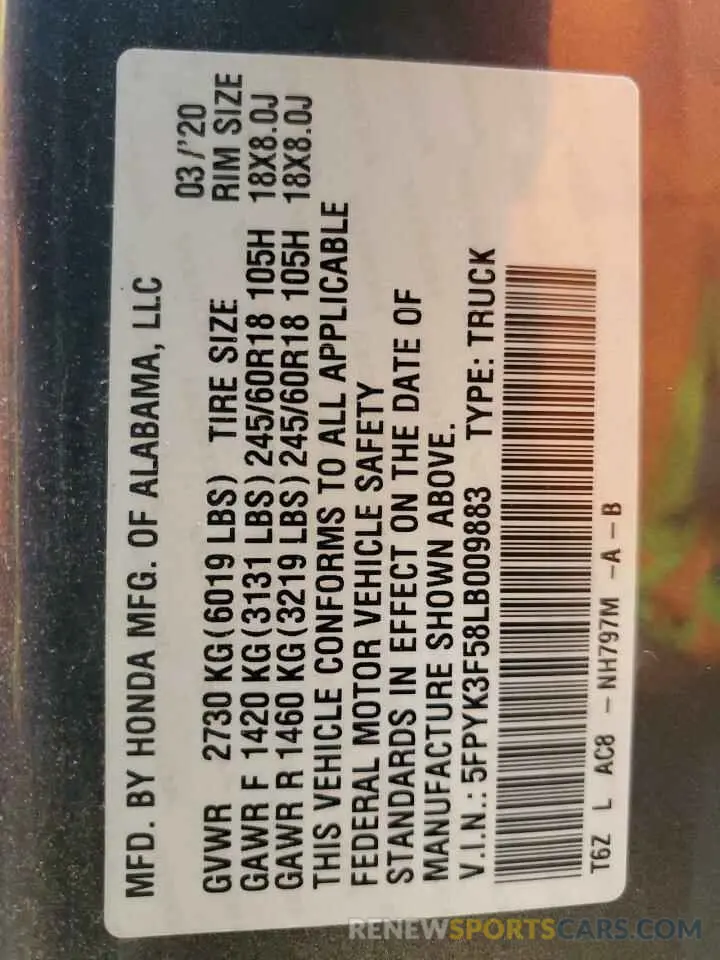 MFD. BY HONDA MFG. OF ALABAMA, LLC 03/'20
GVWR 2730 KG(6019 LBS) TIRE SIZE RIM SIZE
GAWR F 1420 KG(3131 LBS) 245/60R18 105H 18X8.0J
GAWR R 1460 KG(3219 LBS) 245/60R18 105H 18X8.0J
THIS VEHICLE CONFORMS TO ALL APPLICABLE
FEDERAL MOTOR VEHICLE SAFETY
STANDARDS IN EFFECT ON THE DATE OF
MANUFACTURE SHOWN ABOVE.
V.I.N.: 5FPYK3F58LB009883 TYPE: TRUCK
T6Z L AC8 - NH797M -A-B
RENEWSPORTSCARS.COM